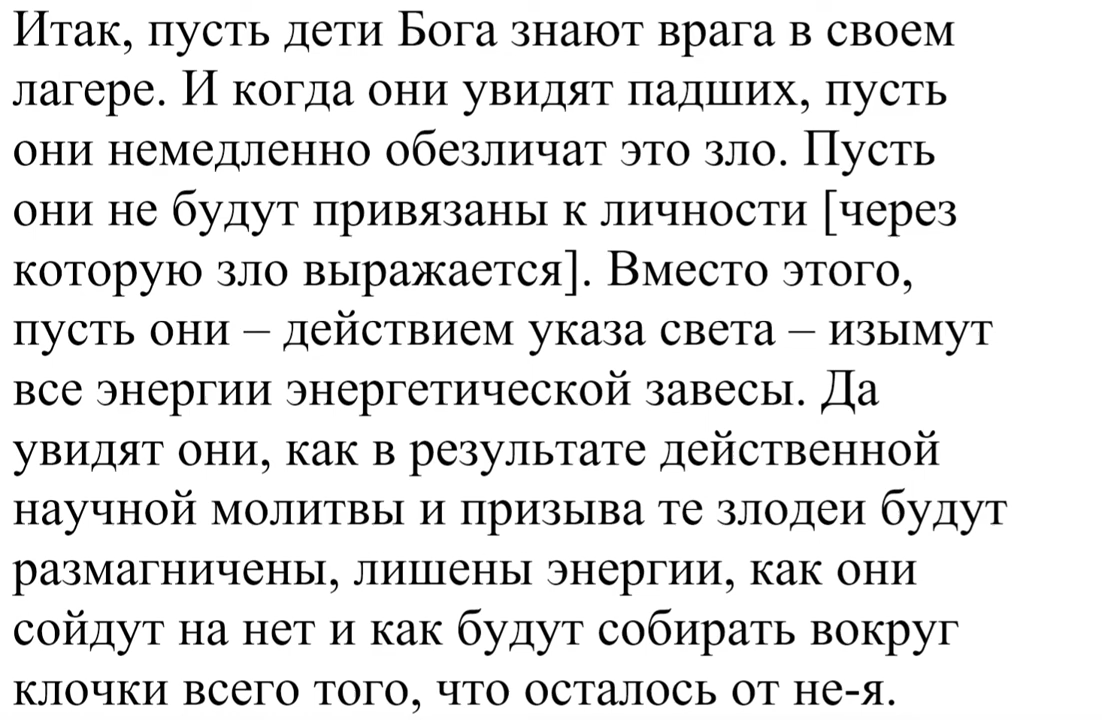 Итак, пусть дети Бога знают врага в своем
лагере. И когда они увидят падших, пусть
они немедленно обезличат это зло. Пусть
они не будут привязаны к личности [через
которую зло выражается]. Вместо этого,
пусть они – действием указа света – изымут
все энергии энергетической завесы. Да
увидят они, как в результате действенной
научной молитвы и призыва те злодеи будут
размагничены, лишены энергии, как они
сойдут на нет и как будут собирать вокруг
клочки всего того, что осталось от не-я.